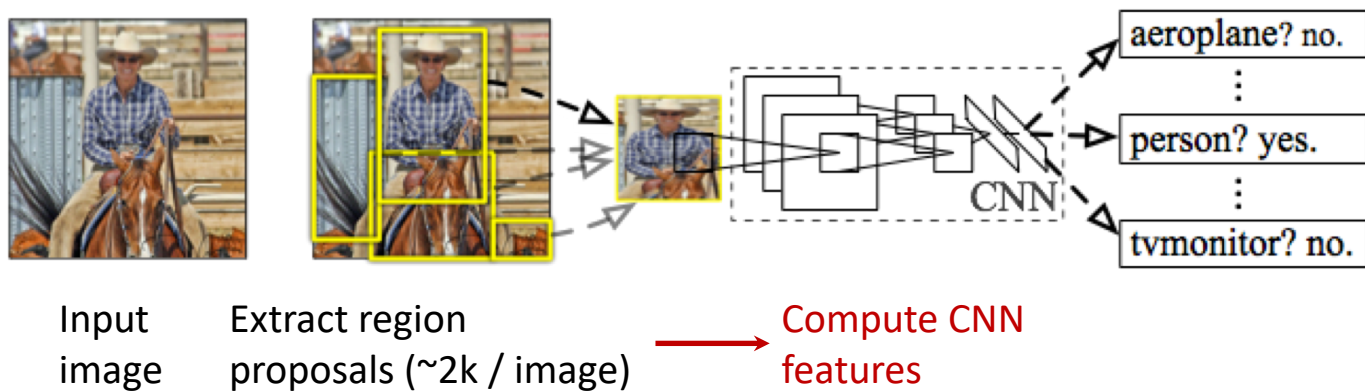 aeroplane? no.
person? yes.
CNN
tvmonitor? no.
Input
image
Extract region
proposals (~2k / image)
Compute CNN
features